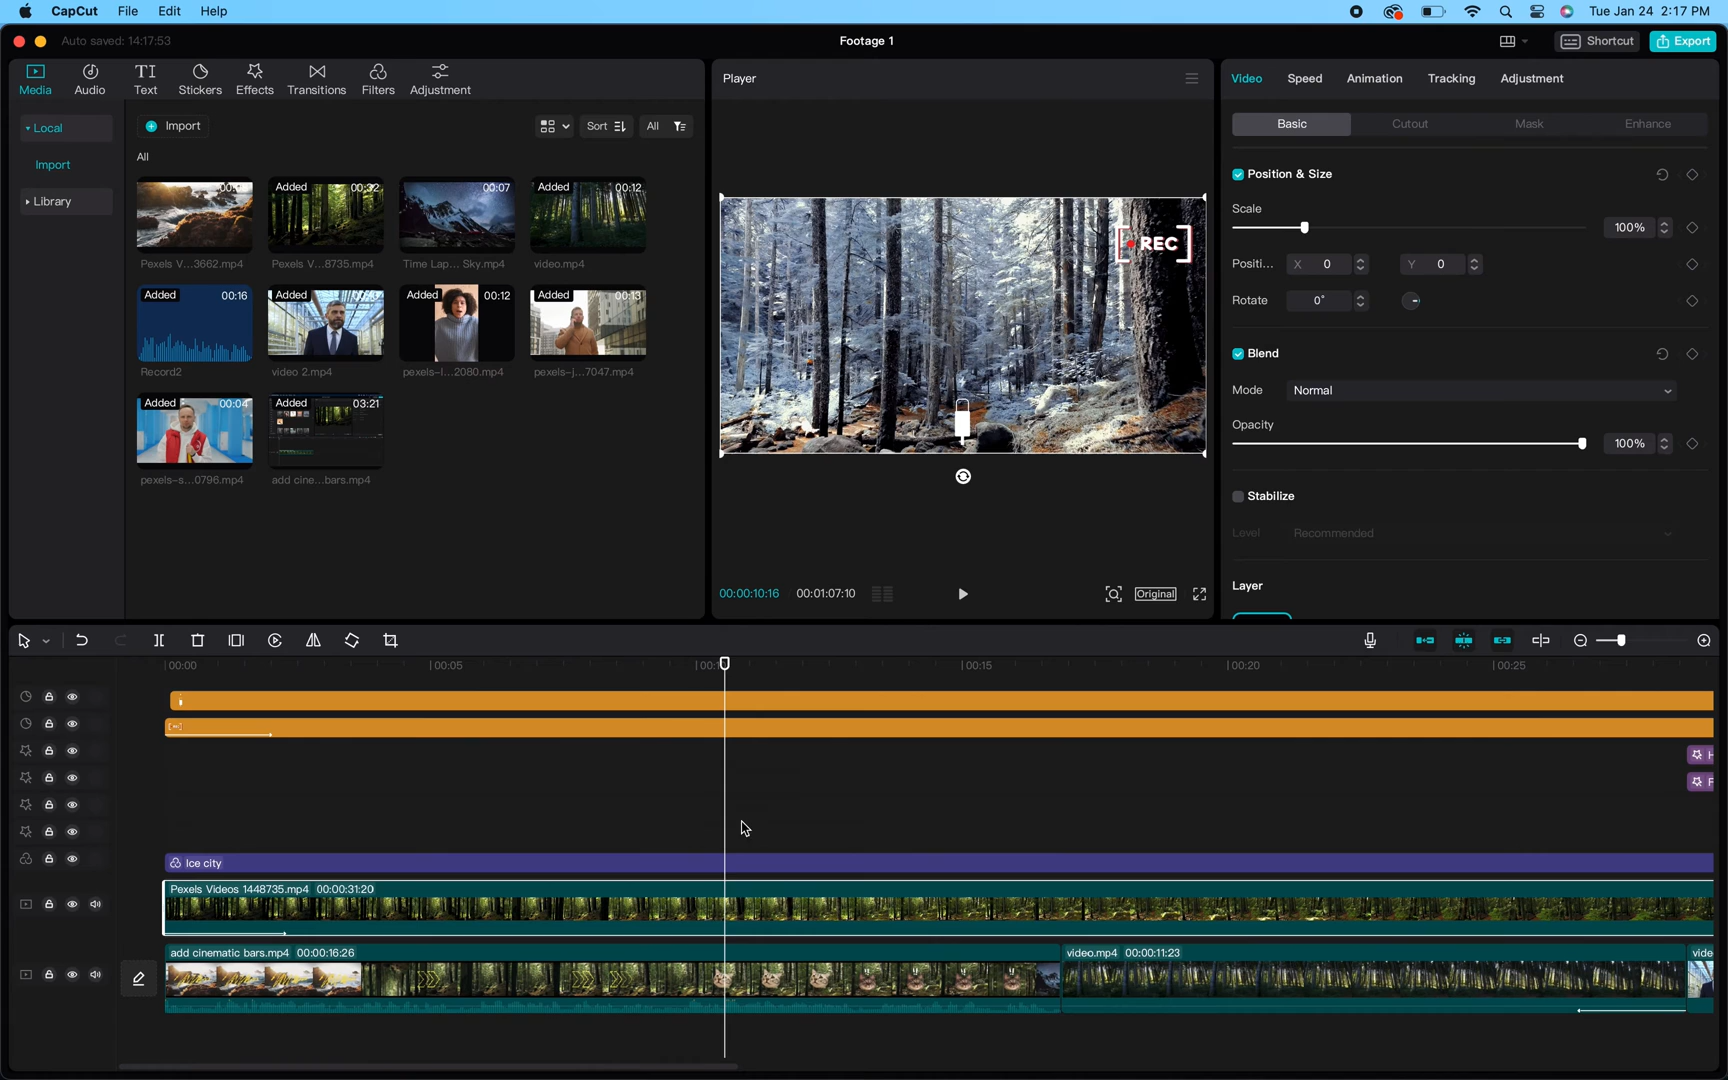 CapCut File Edit Help Tue Jan 24 2:17 PM
Auto saved: 14:17:53 Footage 1 Shortcut Export
Media Audio Text Stickers Effects Transitions Filters Adjustment
Local
Import
Library
Import Sort All
All
00:07
Added 00:12
Added
Added 00:32
Pexels V...3662.mp4 Pexels V...8735.mp4 Time Lap... Sky.mp4 video.mp4
Added 00:16 Added Added 00:12 Added 00:13
Record2 video 2.mp4 pexels-l...2080.mp4 pexels-j...7047.mp4
Added 00:04 Added 03:21
pexels-s...0796.mp4 add cine...bars.mp4
Player
REC
00:00:10:16 00:01:07:10 Original
Video Speed Animation Tracking Adjustment
Basic Cutout Mask Enhance
Position & Size
Scale
100%
Positi... X 0 Y 0
Rotate 0°
Blend
Mode Normal
Opacity
100%
Stabilize
Level Recommended
Layer
00:00 00:05 00:1 00:15 00:20 00:25
Ice city
Pexels Videos 1448735.mp4 00:00:31:20
add cinematic bars.mp4 00:00:16:26 video.mp4 00:00:11:23 vide